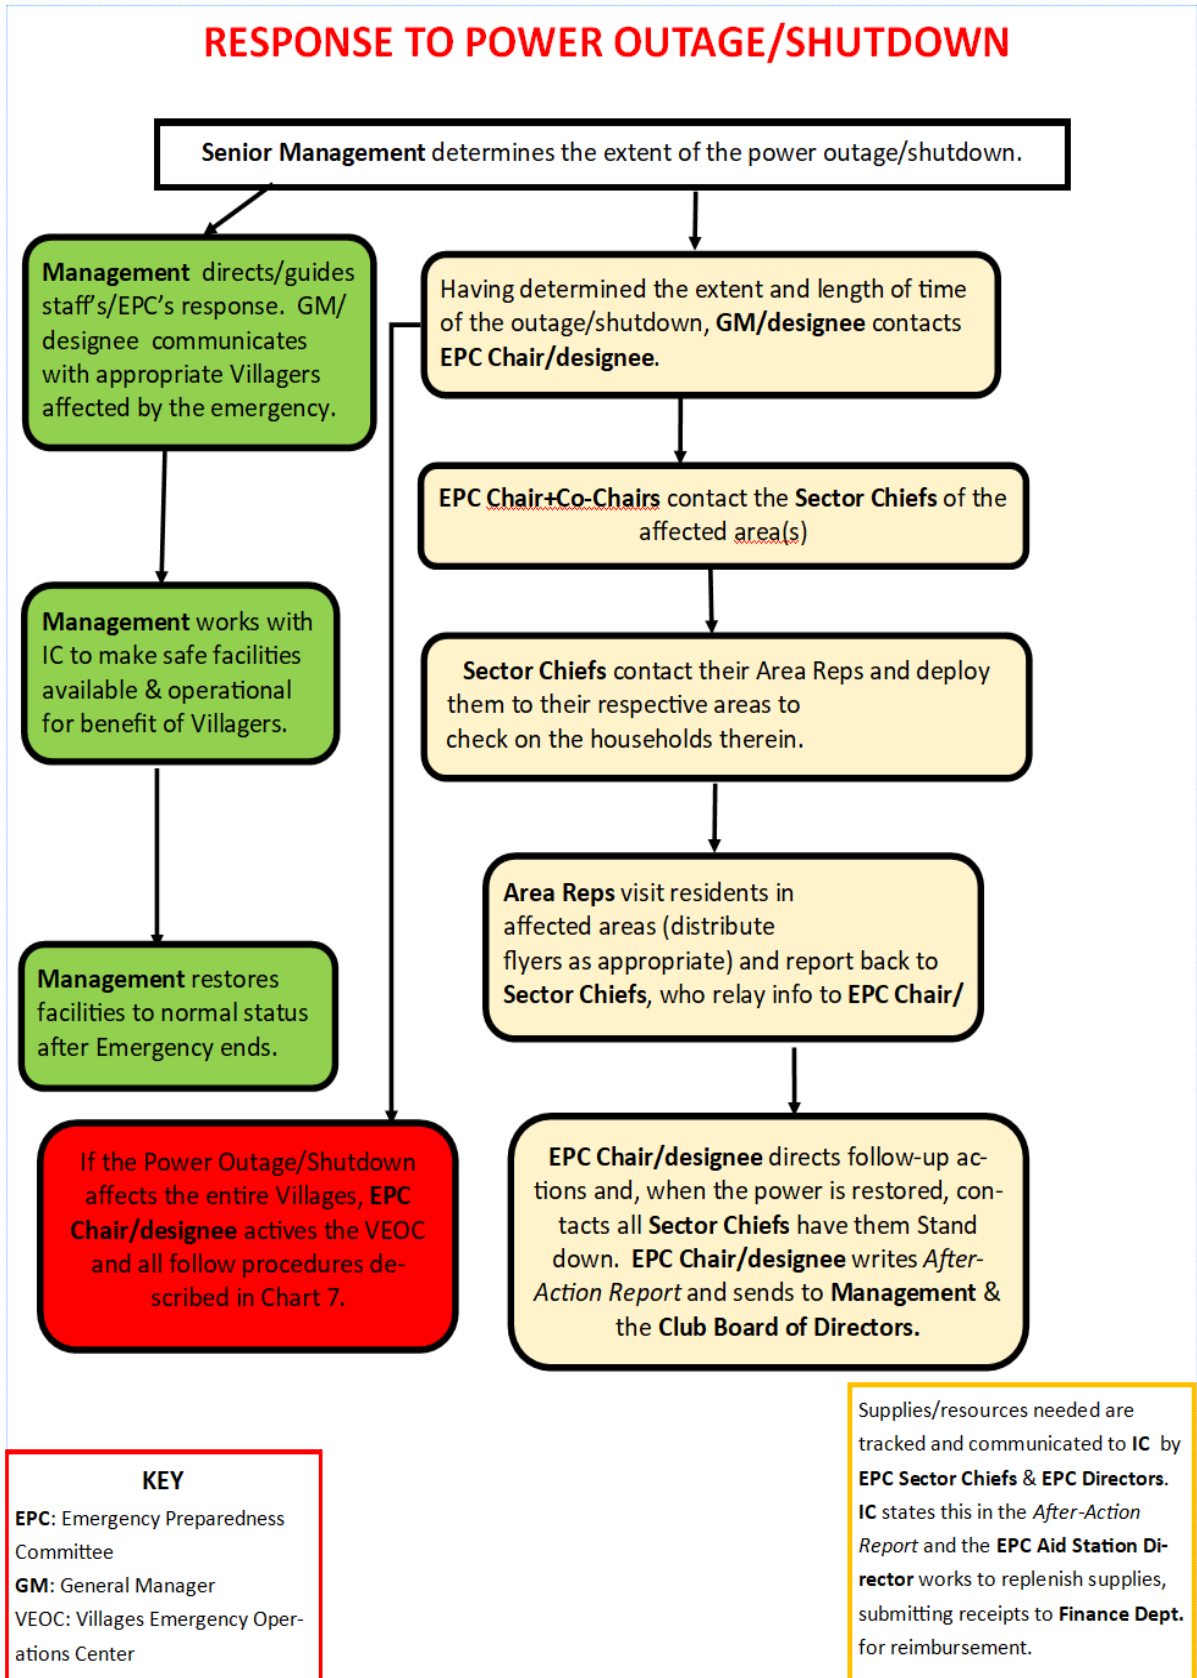 RESPONSE TO POWER OUTAGE/SHUTDOWN
Senior Management determines the extent of the power outage/shutdown.
Management directs/guides
staff's/EPC's response. GM/
designee communicates
with appropriate Villagers
affected by the emergency.
Having determined the extent and length of time
of the outage/shutdown, GM/designee contacts
EPC Chair/designee.
EPC Chair+Co-Chairs contact the Sector Chiefs of the
affected area(s)
Management works with
IC to make safe facilities
available & operational
for benefit of Villagers.
Sector Chiefs contact their Area Reps and deploy
them to their respective areas to
check on the households therein.
Area Reps visit residents in
affected areas (distribute
flyers as appropriate) and report back to
Sector Chiefs, who relay info to EPC Chair/
Management restores
facilities to normal status
after Emergency ends.
If the Power Outage/Shutdown
affects the entire Villages, EPC
Chair/designee actives the VEOC
and all follow procedures de-
scribed in Chart 7.
EPC Chair/designee directs follow-up ac-
tions and, when the power is restored, con-
tacts all Sector Chiefs have them Stand
down. EPC Chair/designee writes After-
Action Report and sends to Management &
the Club Board of Directors.
KEY
EPC: Emergency Preparedness
Committee
GM: General Manager
VEOC: Villages Emergency Oper-
ations Center
Supplies/resources needed are
tracked and communicated to IC by
EPC Sector Chiefs & EPC Directors.
IC states this in the After-Action
Report and the EPC Aid Station Di-
rector works to replenish supplies,
submitting receipts to Finance Dept.
for reimbursement.